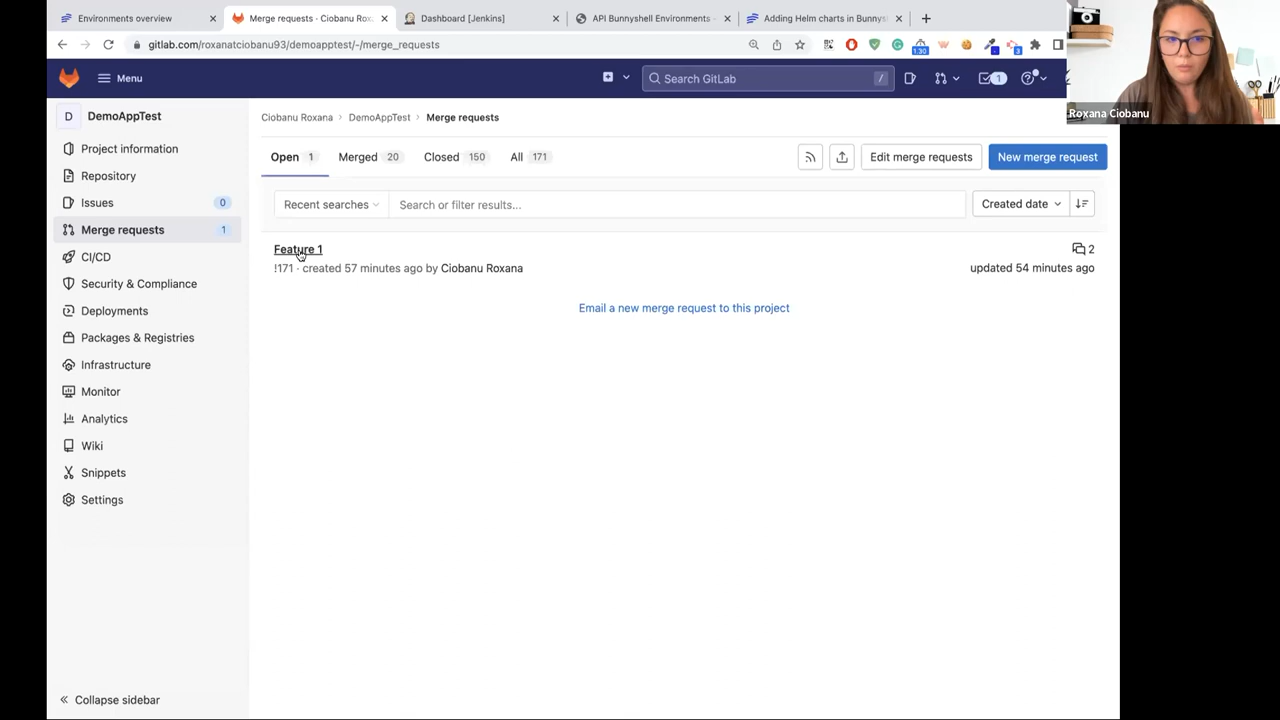 Environments overview
Merge requests · Ciobanu Rox
Dashboard [Jenkins]
API Bunnyshell Environments -
Adding Helm charts in Bunnys
gitlab.com/roxanatciobanu93/demoapptest/-/merge_requests
1.30
3
Menu
Search GitLab
/
1
Roxana Ciobanu
D
DemoAppTest
Project information
Repository
Issues 0
Merge requests 1
CI/CD
Security & Compliance
Deployments
Packages & Registries
Infrastructure
Monitor
Analytics
Wiki
Snippets
Settings
Collapse sidebar
Ciobanu Roxana > DemoAppTest > Merge requests
Open 1 Merged 20 Closed 150 All 171
Edit merge requests
New merge request
Recent searches
Search or filter results...
Created date
Feature 1
2
!171 · created 57 minutes ago by Ciobanu Roxana
updated 54 minutes ago
Email a new merge request to this project